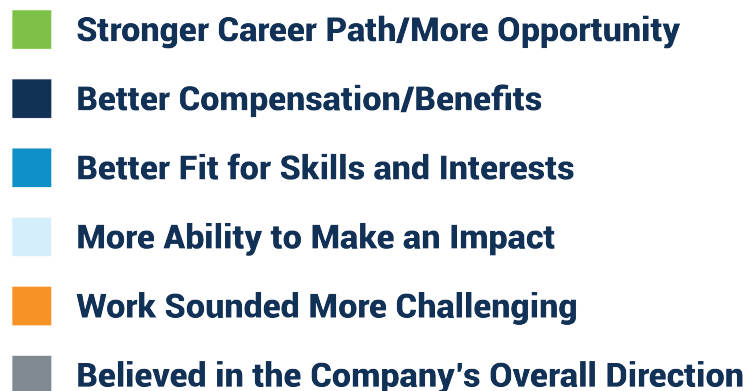 Stronger Career Path/More Opportunity
Better Compensation/Benefits
Better Fit for Skills and Interests
More Ability to Make an Impact
Work Sounded More Challenging
Believed in the Company's Overall Direction